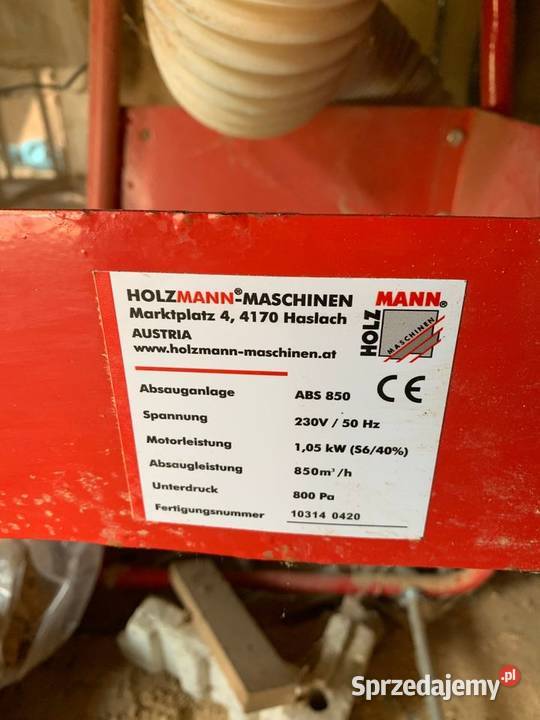 HOLZMANN®-MASCHINEN
Marktplatz 4, 4170 Haslach
AUSTRIA
www.holzmann-maschinen.at
HOLZ MANN®
MASCHINEN
CE
Absauganlage ABS 850
Spannung 230V / 50 Hz
Motorleistung 1,05 kW (S6/40%)
Absaugleistung 850m³/h
Unterdruck 800 Pa
Fertigungsnummer 10314 0420
Sprzedajemy.pl